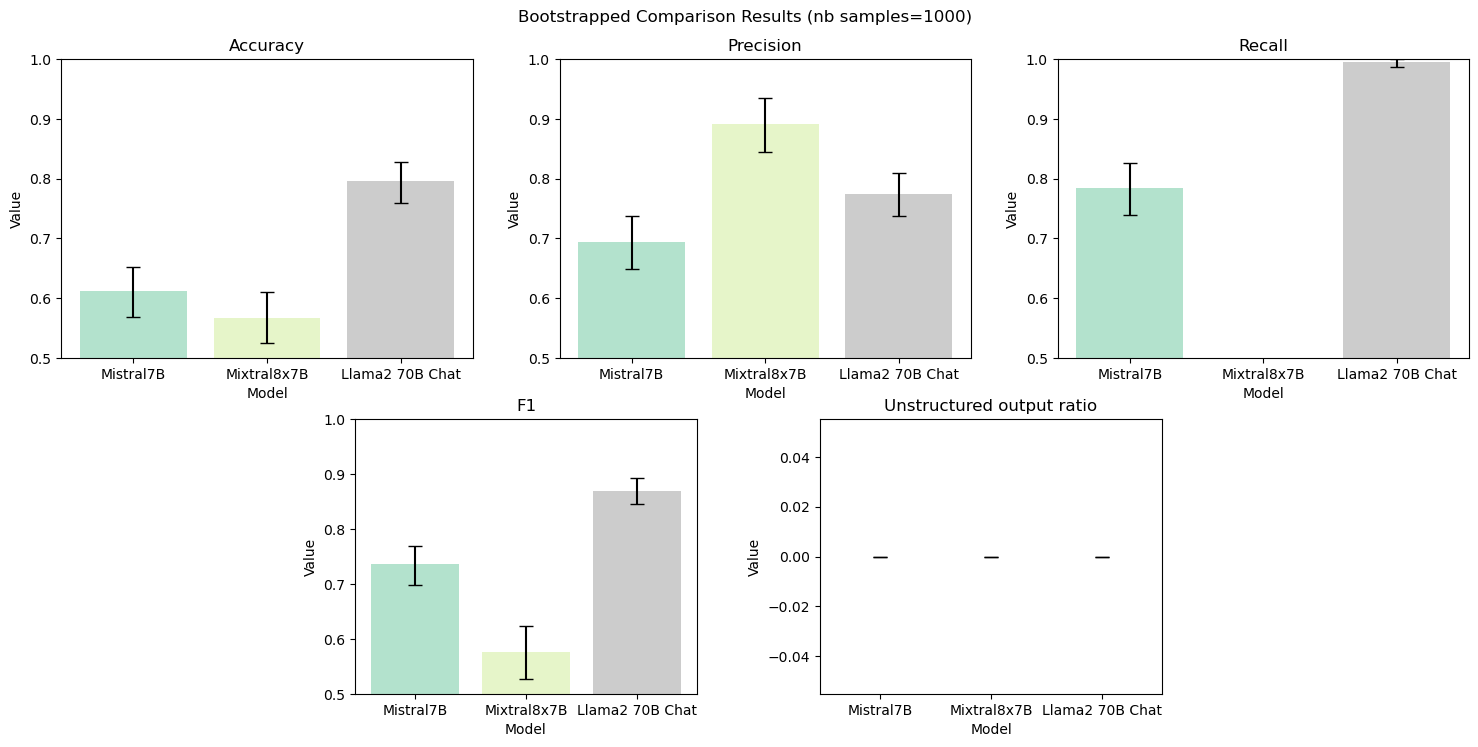 Bootstrapped Comparison Results (nb samples=1000)
Accuracy
1.0
0.9
0.8
0.7
0.6
0.5
Value
Mistral7B Mixtral8x7B Llama2 70B Chat
Model
Precision
1.0
0.9
0.8
0.7
0.6
0.5
Value
Mistral7B Mixtral8x7B Llama2 70B Chat
Model
Recall
1.0
0.9
0.8
0.7
0.6
0.5
Value
Mistral7B Mixtral8x7B Llama2 70B Chat
Model
F1
1.0
0.9
0.8
0.7
0.6
0.5
Value
Mistral7B Mixtral8x7B Llama2 70B Chat
Model
Unstructured output ratio
0.04
0.02
0.00
−0.02
−0.04
Value
Mistral7B Mixtral8x7B Llama2 70B Chat
Model